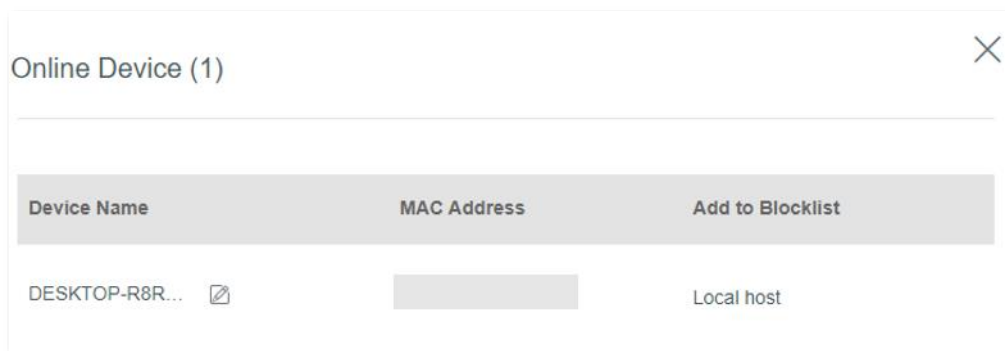 Online Device (1)
Device Name MAC Address Add to Blocklist
DESKTOP-R8R... Local host